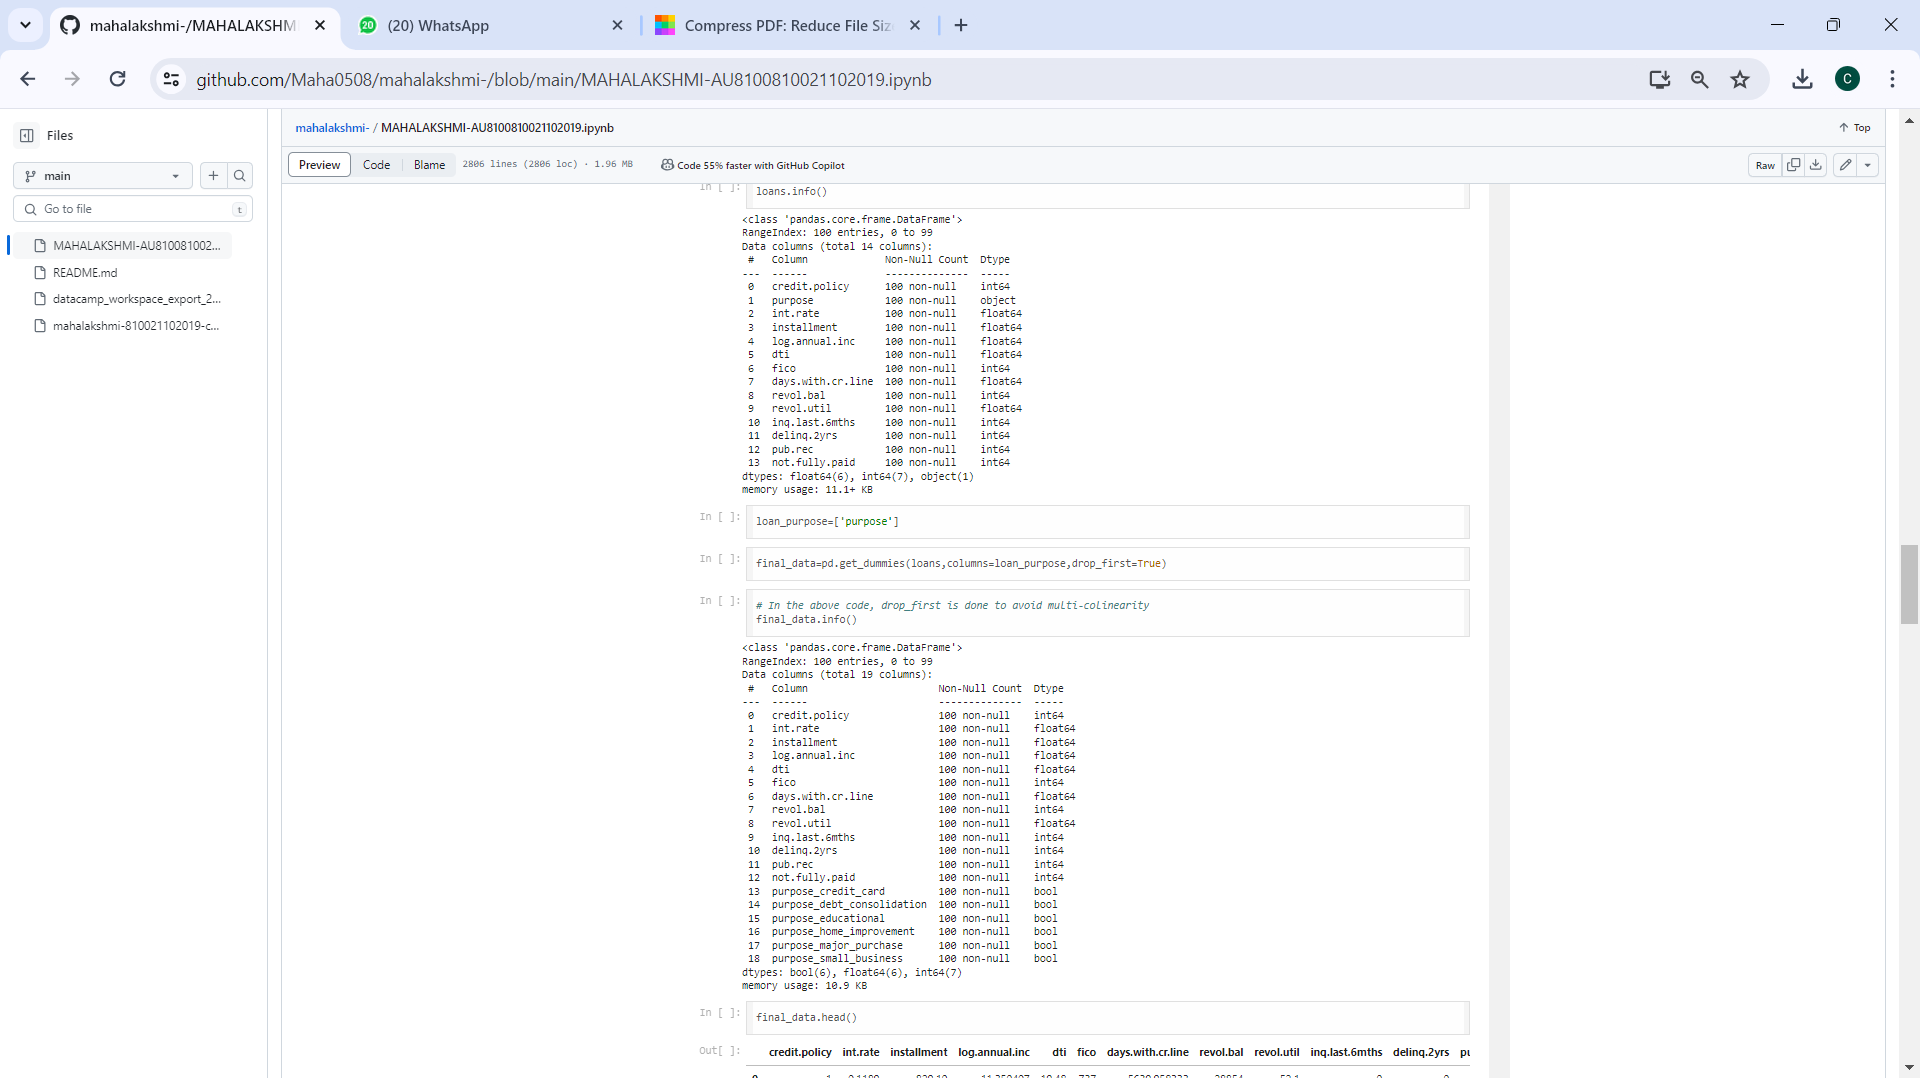 mahalakshmi-/MAHALAKSHM
(20) WhatsApp
Compress PDF: Reduce File Siz
github.com/Maha0508/mahalakshmi-/blob/main/MAHALAKSHMI-AU8100810021102019.ipynb
C
Files
mahalakshmi- / MAHALAKSHMI-AU8100810021102019.ipynb
Top
Preview Code Blame 2806 lines (2806 loc) · 1.96 MB Code 55% faster with GitHub Copilot Raw
main
Go to file t
MAHALAKSHMI-AU810081002...
README.md
datacamp_workspace_export_2...
mahalakshmi-810021102019-c...
In [ ]: loans.info()
<class 'pandas.core.frame.DataFrame'>
RangeIndex: 100 entries, 0 to 99
Data columns (total 14 columns):
# Column Non-Null Count Dtype
--- ------ -------------- -----
0 credit.policy 100 non-null int64
1 purpose 100 non-null object
2 int.rate 100 non-null float64
3 installment 100 non-null float64
4 log.annual.inc 100 non-null float64
5 dti 100 non-null float64
6 fico 100 non-null int64
7 days.with.cr.line 100 non-null float64
8 revol.bal 100 non-null int64
9 revol.util 100 non-null float64
10 inq.last.6mths 100 non-null int64
11 delinq.2yrs 100 non-null int64
12 pub.rec 100 non-null int64
13 not.fully.paid 100 non-null int64
dtypes: float64(6), int64(7), object(1)
memory usage: 11.1+ KB
In [ ]: loan_purpose=['purpose']
In [ ]: final_data=pd.get_dummies(loans,columns=loan_purpose,drop_first=True)
In [ ]: # In the above code, drop_first is done to avoid multi-colinearity
final_data.info()
<class 'pandas.core.frame.DataFrame'>
RangeIndex: 100 entries, 0 to 99
Data columns (total 19 columns):
# Column Non-Null Count Dtype
--- ------ -------------- -----
0 credit.policy 100 non-null int64
1 int.rate 100 non-null float64
2 installment 100 non-null float64
3 log.annual.inc 100 non-null float64
4 dti 100 non-null float64
5 fico 100 non-null int64
6 days.with.cr.line 100 non-null float64
7 revol.bal 100 non-null int64
8 revol.util 100 non-null float64
9 inq.last.6mths 100 non-null int64
10 delinq.2yrs 100 non-null int64
11 pub.rec 100 non-null int64
12 not.fully.paid 100 non-null int64
13 purpose_credit_card 100 non-null bool
14 purpose_debt_consolidation 100 non-null bool
15 purpose_educational 100 non-null bool
16 purpose_home_improvement 100 non-null bool
17 purpose_major_purchase 100 non-null bool
18 purpose_small_business 100 non-null bool
dtypes: bool(6), float64(6), int64(7)
memory usage: 10.9 KB
In [ ]: final_data.head()
Out[ ]: credit.policy int.rate installment log.annual.inc dti fico days.with.cr.line revol.bal revol.util inq.last.6mths delinq.2yrs